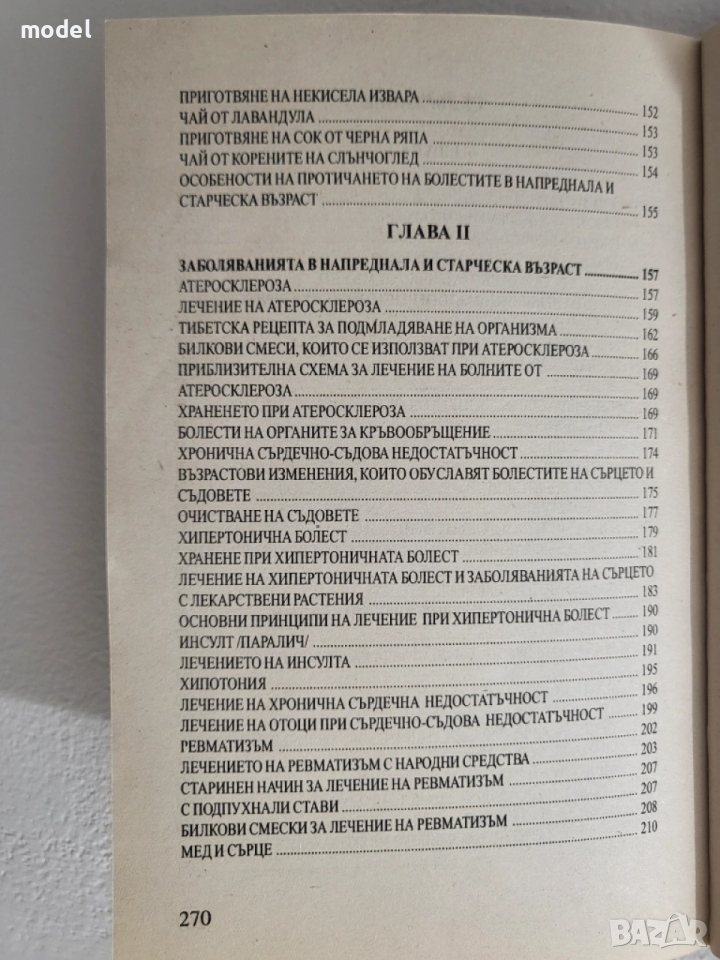 model
ПРИГОТВЯНЕ НА НЕКИСЕЛА ИЗВАРА 152
ЧАЙ ОТ ЛАВАНДУЛА 153
ПРИГОТВЯНЕ НА СОК ОТ ЧЕРНА РЯПА 153
ЧАЙ ОТ КОРЕНИТЕ НА СЛЪНЧОГЛЕД 154
ОСОБЕНОСТИ НА ПРОТИЧАНЕТО НА БОЛЕСТИТЕ В НАПРЕДНАЛА И
СТАРЧЕСКА ВЪЗРАСТ 155
ГЛАВА II
ЗАБОЛЯВАНИЯТА В НАПРЕДНАЛА И СТАРЧЕСКА ВЪЗРАСТ 157
АТЕРОСКЛЕРОЗА 157
ЛЕЧЕНИЕ НА АТЕРОСКЛЕРОЗА 159
ТИБЕТСКА РЕЦЕПТА ЗА ПОДМЛАДЯВАНЕ НА ОРГАНИЗМА 162
БИЛКОВИ СМЕСИ, КОИТО СЕ ИЗПОЛЗВАТ ПРИ АТЕРОСКЛЕРОЗА 166
ПРИБЛИЗИТЕЛНА СХЕМА ЗА ЛЕЧЕНИЕ НА БОЛНИТЕ ОТ 169
АТЕРОСКЛЕРОЗА 169
ХРАНЕНЕТО ПРИ АТЕРОСКЛЕРОЗА 169
БОЛЕСТИ НА ОРГАНИТЕ ЗА КРЪВООБРЪЩЕНИЕ 171
ХРОНИЧНА СЪРДЕЧНО-СЪДОВА НЕДОСТАТЪЧНОСТ 174
ВЪЗРАСТОВИ ИЗМЕНЕНИЯ, КОИТО ОБУСЛАВЯТ БОЛЕСТИТЕ НА СЪРЦЕТО И
СЪДОВЕТЕ 175
ОЧИСТВАНЕ НА СЪДОВЕТЕ 177
ХИПЕРТОНИЧНА БОЛЕСТ 179
ХРАНЕНЕ ПРИ ХИПЕРТОНИЧНАТА БОЛЕСТ 181
ЛЕЧЕНИЕ НА ХИПЕРТОНИЧНАТА БОЛЕСТ И ЗАБОЛЯВАНИЯТА НА СЪРЦЕТО
С ЛЕКАРСТВЕНИ РАСТЕНИЯ 183
ОСНОВНИ ПРИНЦИПИ НА ЛЕЧЕНИЕ ПРИ ХИПЕРТОНИЧНА БОЛЕСТ 190
ИНСУЛТ /ПАРАЛИЧ/ 190
ЛЕЧЕНИЕТО НА ИНСУЛТА 191
ХИПОТОНИЯ 195
ЛЕЧЕНИЕ НА ХРОНИЧНА СЪРДЕЧНА НЕДОСТАТЪЧНОСТ 196
ЛЕЧЕНИЕ НА ОТОЦИ ПРИ СЪРДЕЧНО-СЪДОВА НЕДОСТАТЪЧНОСТ 199
РЕВМАТИЗЪМ 202
ЛЕЧЕНИЕТО НА РЕВМАТИЗЪМ С НАРОДНИ СРЕДСТВА 203
СТАРИНЕН НАЧИН ЗА ЛЕЧЕНИЕ НА РЕВМАТИЗЪМ 207
С ПОДПУХНАЛИ СТАВИ 207
БИЛКОВИ СМЕСКИ ЗА ЛЕЧЕНИЕ НА РЕВМАТИЗЪМ 208
МЕД И СЪРЦЕ 210
270
BAZAR